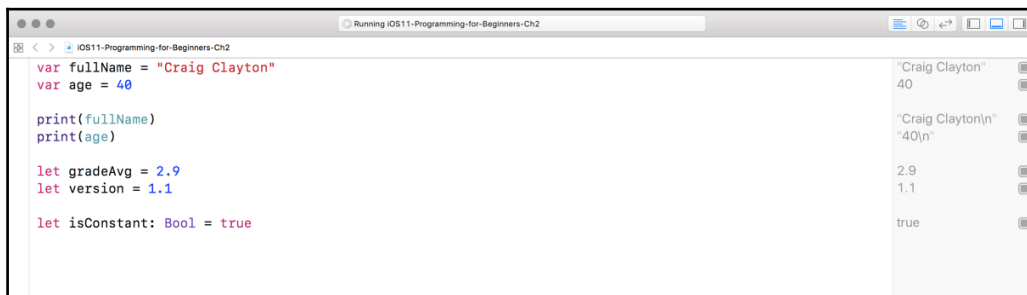 Running iOS11-Programming-for-Beginners-Ch2
iOS11-Programming-for-Beginners-Ch2
var fullName = "Craig Clayton"
"Craig Clayton"
var age = 40
40
print(fullName)
"Craig Clayton\n"
print(age)
"40\n"
let gradeAvg = 2.9
2.9
let version = 1.1
1.1
let isConstant: Bool = true
true